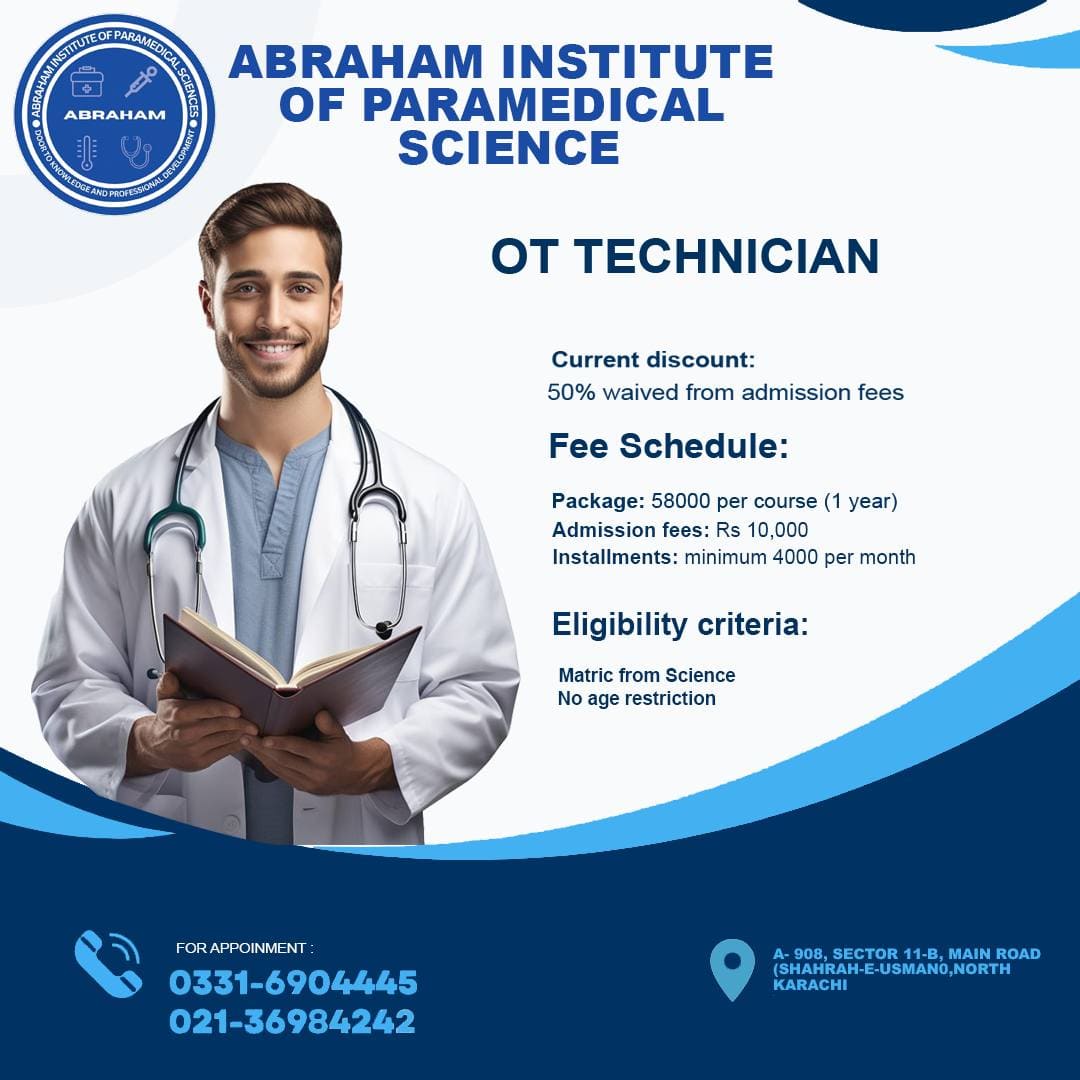 ABRAHAM INSTITUTE OF PARAMEDICAL SCIENCES
ABRAHAM
DOOR TO KNOWLEDGE AND PROFESSIONAL DEVELOPMENT
ABRAHAM INSTITUTE
OF PARAMEDICAL
SCIENCE
OT TECHNICIAN
Current discount:
50% waived from admission fees
Fee Schedule:
Package: 58000 per course (1 year)
Admission fees: Rs 10,000
Installments: minimum 4000 per month
Eligibility criteria:
Matric from Science
No age restriction
FOR APPOINMENT :
0331-6904445
021-36984242
A- 908, SECTOR 11-B, MAIN ROAD
(SHAHRAH-E-USMAN0,NORTH
KARACHI